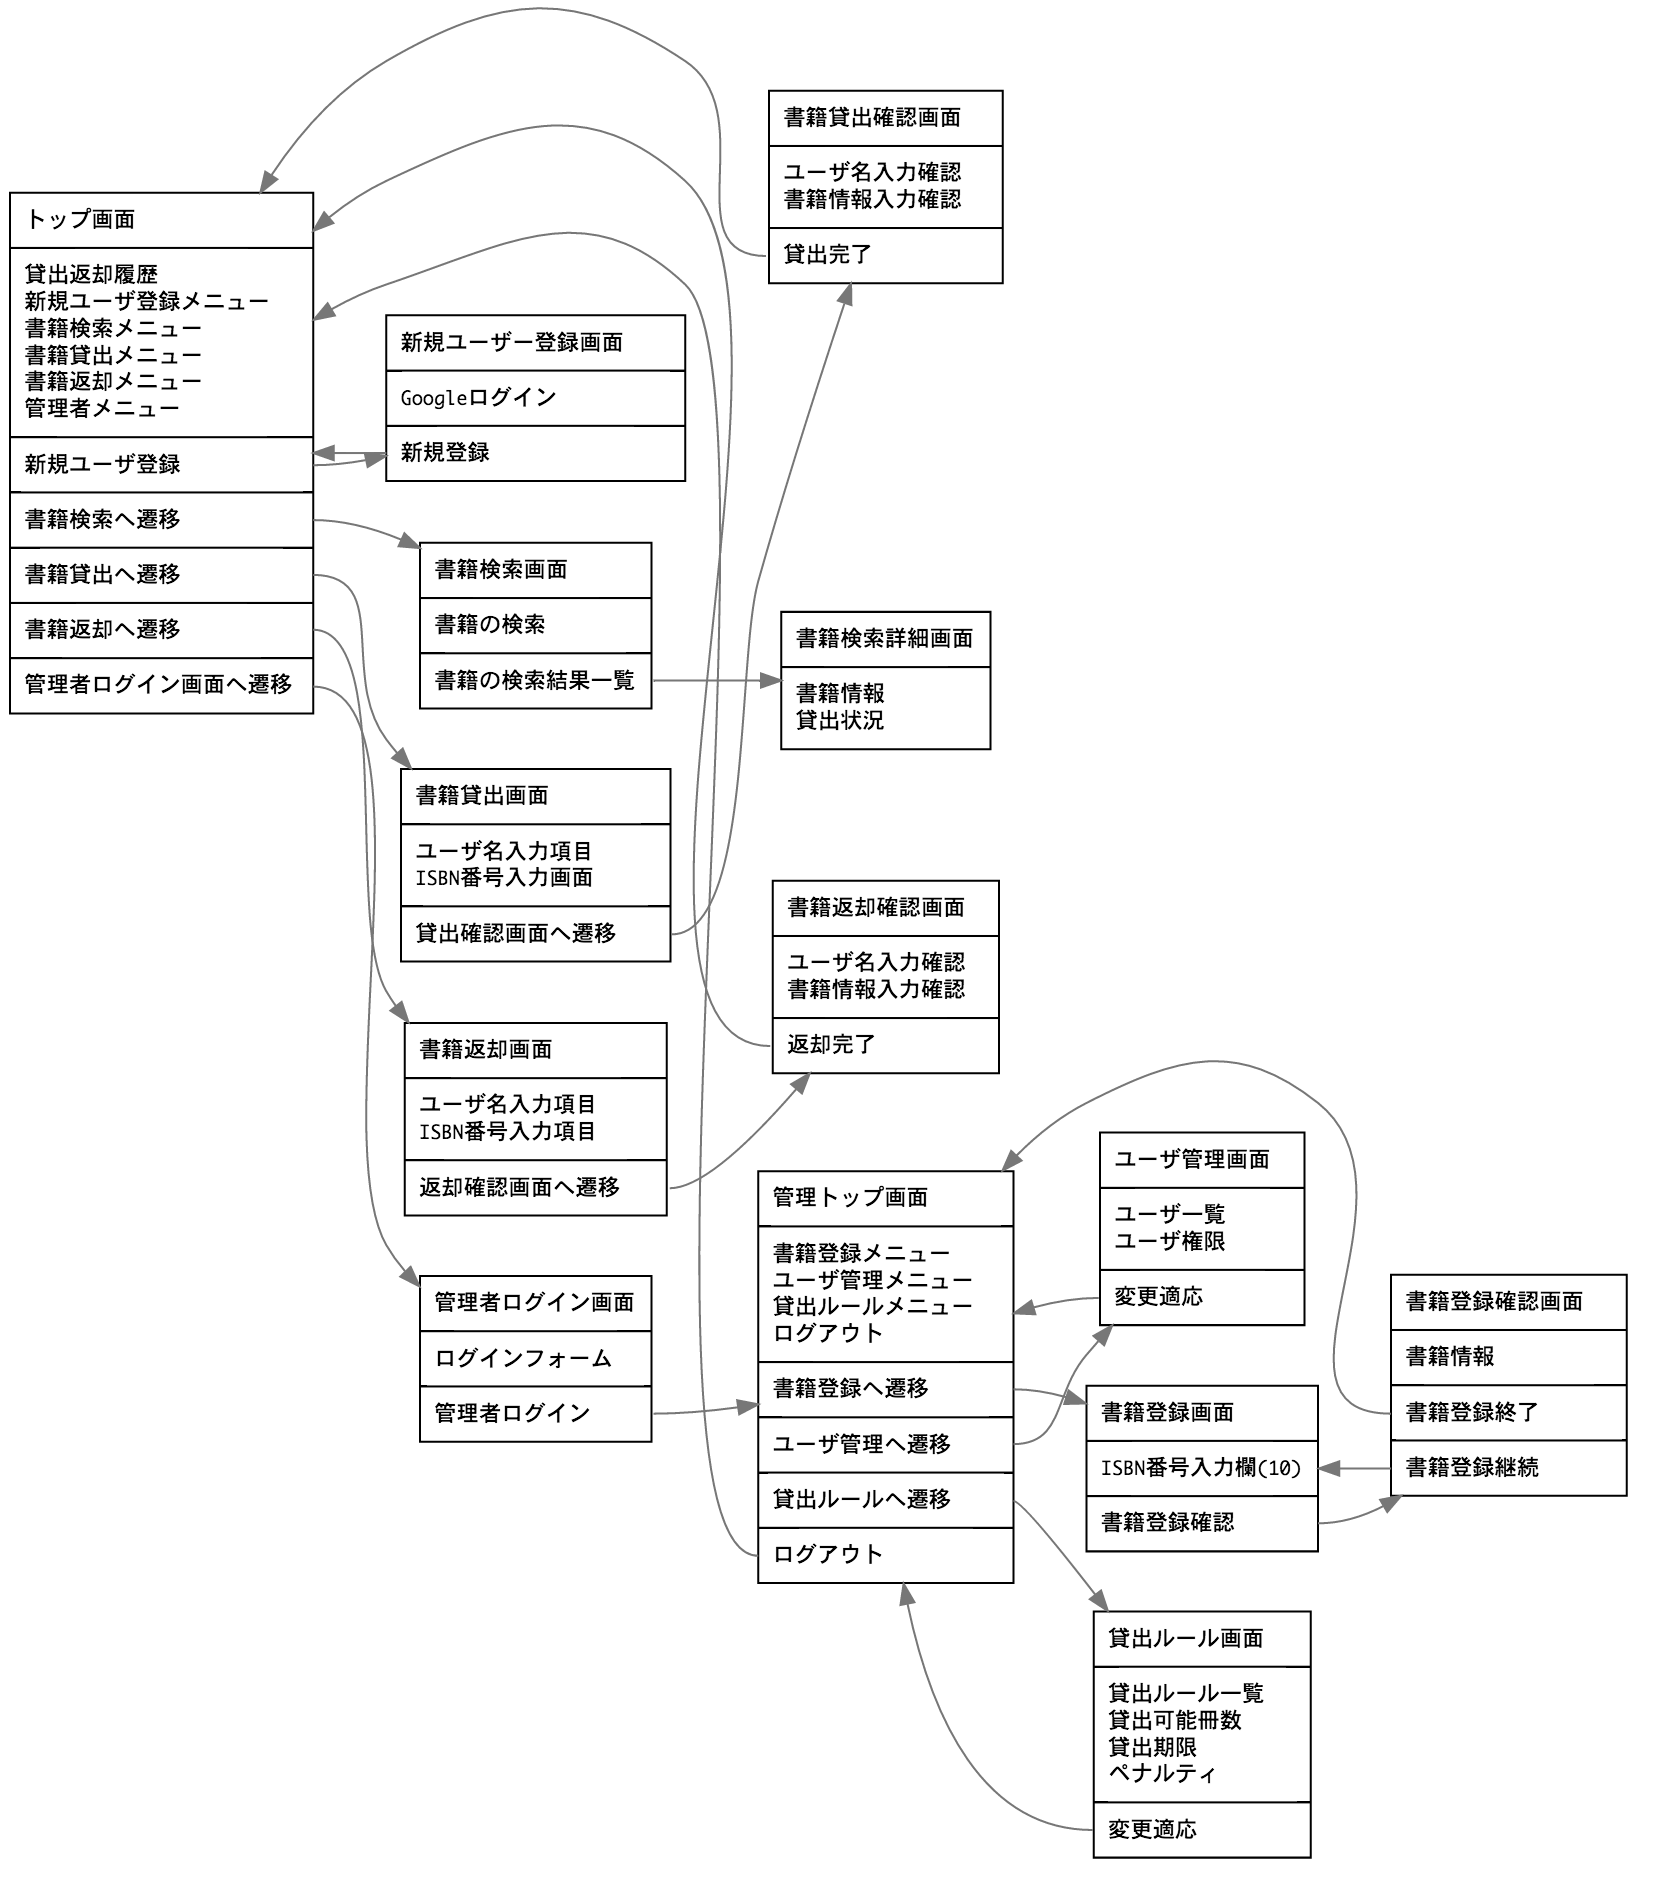 トップ画面
貸出返却履歴
新規ユーザ登録メニュー
書籍検索メニュー
書籍貸出メニュー
書籍返却メニュー
管理者メニュー
新規ユーザ登録
書籍検索へ遷移
書籍貸出へ遷移
書籍返却へ遷移
管理者ログイン画面へ遷移
新規ユーザー登録画面
Googleログイン
新規登録
書籍検索画面
書籍の検索
書籍の検索結果一覧
書籍貸出画面
ユーザ名入力項目
ISBN番号入力画面
貸出確認画面へ遷移
書籍返却画面
ユーザ名入力項目
ISBN番号入力項目
返却確認画面へ遷移
管理者ログイン画面
ログインフォーム
管理者ログイン
書籍貸出確認画面
ユーザ名入力確認
書籍情報入力確認
貸出完了
書籍検索詳細画面
書籍情報
貸出状況
書籍返却確認画面
ユーザ名入力確認
書籍情報入力確認
返却完了
管理トップ画面
書籍登録メニュー
ユーザ管理メニュー
貸出ルールメニュー
ログアウト
書籍登録へ遷移
ユーザ管理へ遷移
貸出ルールへ遷移
ログアウト
ユーザ管理画面
ユーザ一覧
ユーザ権限
変更適応
書籍登録画面
ISBN番号入力欄(10)
書籍登録確認
貸出ルール画面
貸出ルール一覧
貸出可能冊数
貸出期限
ペナルティ
変更適応
書籍登録確認画面
書籍情報
書籍登録終了
書籍登録継続